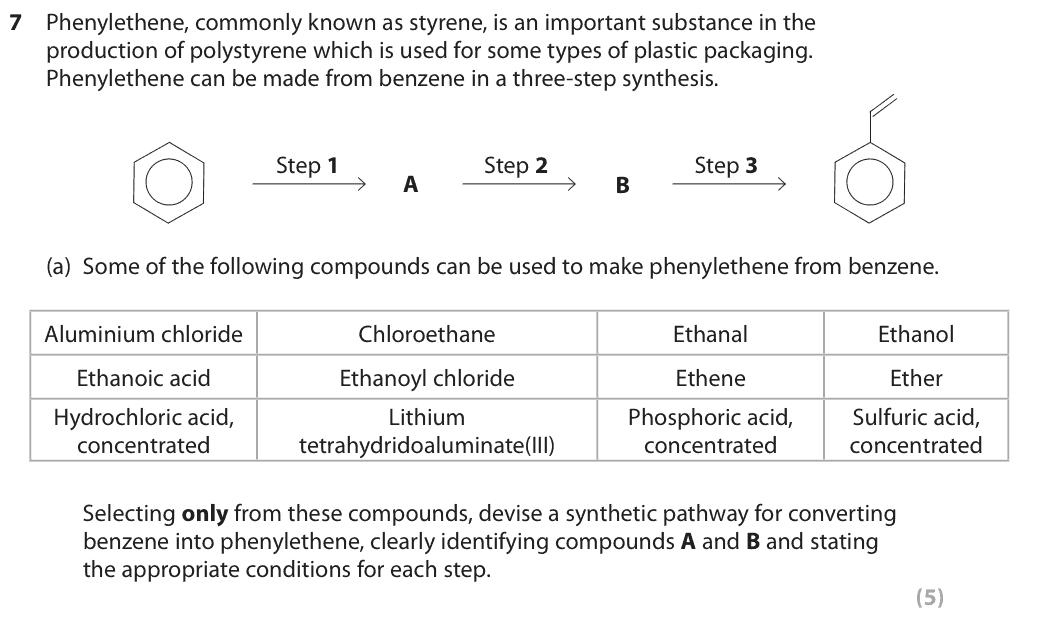 7 Phenylethene, commonly known as styrene, is an important substance in the
production of polystyrene which is used for some types of plastic packaging.
Phenylethene can be made from benzene in a three-step synthesis.
Step 1
A
Step 2
B
Step 3
(a) Some of the following compounds can be used to make phenylethene from benzene.
Aluminium chloride
Chloroethane
Ethanal
Ethanol
Ethanoic acid
Ethanoyl chloride
Ethene
Ether
Hydrochloric acid,
concentrated
Lithium
tetrahydridoaluminate(III)
Phosphoric acid,
concentrated
Sulfuric acid,
concentrated
Selecting only from these compounds, devise a synthetic pathway for converting
benzene into phenylethene, clearly identifying compounds A and B and stating
the appropriate conditions for each step.
(5)